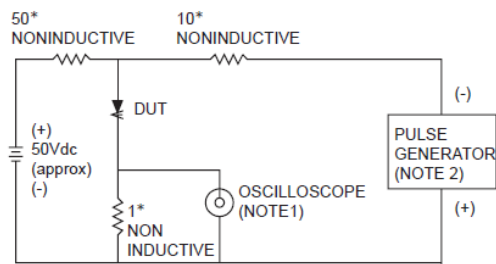 50*
NONINDUCTIVE
10*
NONINDUCTIVE
(+)
50Vdc
(approx)
(-)
DUT
1*
NON
INDUCTIVE
OSCILLOSCOPE
(NOTE1)
(-)
PULSE
GENERATOR
(NOTE 2)
(+)